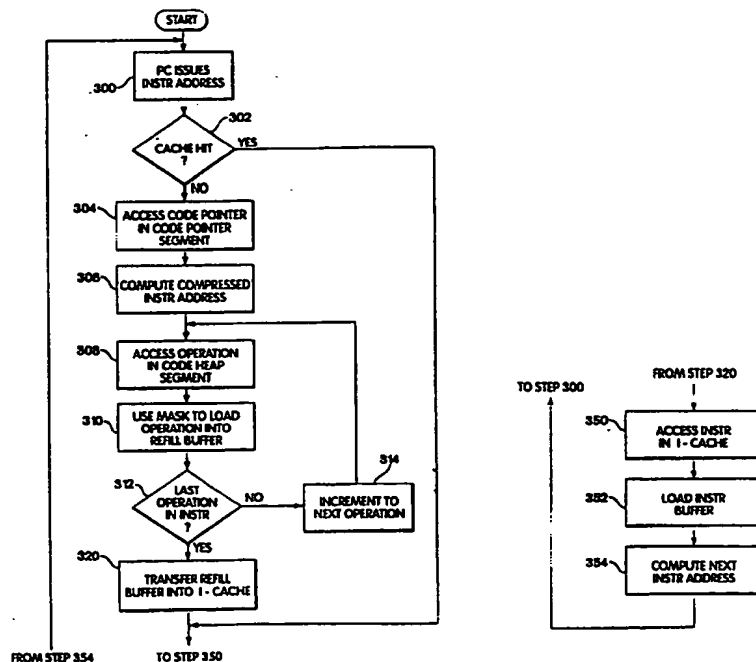 START
PC ISSUES
INSTR ADDRESS
300
302
CACHE HIT
?
YES
NO
304
ACCESS CODE POINTER
IN CODE POINTER
SEGMENT
306
COMPUTE COMPRESSED
INSTR ADDRESS
308
ACCESS OPERATION
IN CODE HEAP
SEGMENT
310
USE MASK TO LOAD
OPERATION INTO
REFILL BUFFER
312
LAST
OPERATION
IN INSTR
?
NO
314
INCREMENT TO
NEXT OPERATION
YES
320
TRANSFER REFILL
BUFFER INTO I - CACHE
FROM STEP 354
TO STEP 350
TO STEP 300
FROM STEP 320
350
ACCESS INSTR
IN I - CACHE
352
LOAD INSTR
BUFFER
354
COMPUTE NEXT
INSTR ADDRESS